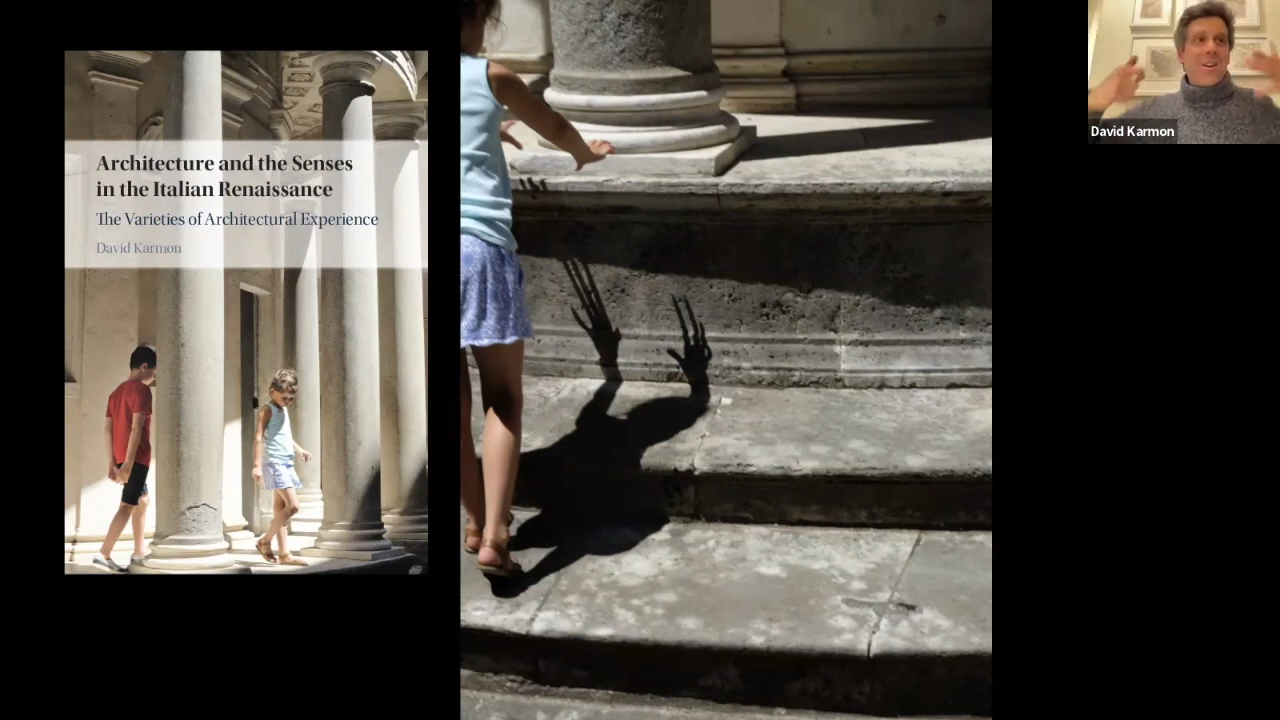 Architecture and the Senses
in the Italian Renaissance
The Varieties of Architectural Experience
David Karmon
David Karmon